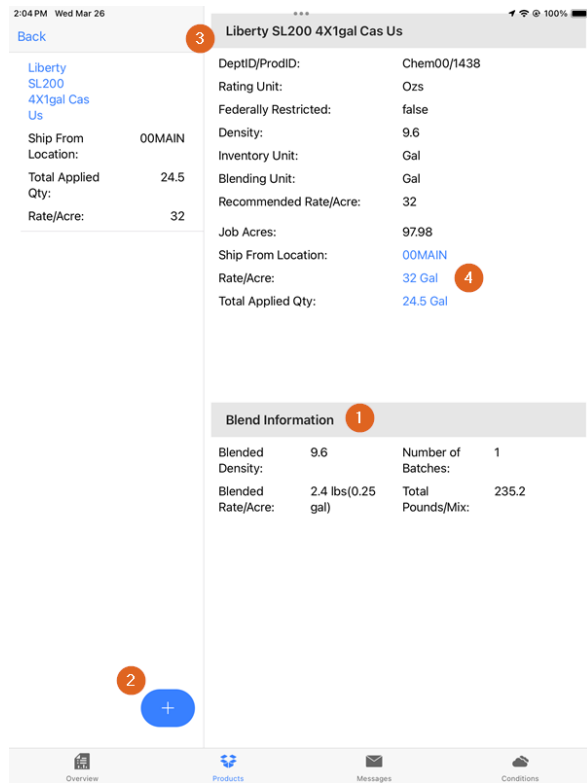 2:04 PM Wed Mar 26
100%
Back
Liberty
SL200
4X1gal Cas
Us
Ship From
Location:
00MAIN
Total Applied
Qty:
24.5
Rate/Acre:
32
2
+
3
Liberty SL200 4X1gal Cas Us
DeptID/ProdID: Chem00/1438
Rating Unit: Ozs
Federally Restricted: false
Density: 9.6
Inventory Unit: Gal
Blending Unit: Gal
Recommended Rate/Acre: 32
Job Acres: 97.98
Ship From Location: 00MAIN
Rate/Acre: 32 Gal 4
Total Applied Qty: 24.5 Gal
Blend Information 1
Blended
Density:
9.6
Number of
Batches:
1
Blended
Rate/Acre:
2.4 lbs(0.25
gal)
Total
Pounds/Mix:
235.2
Overview Products Messages Conditions